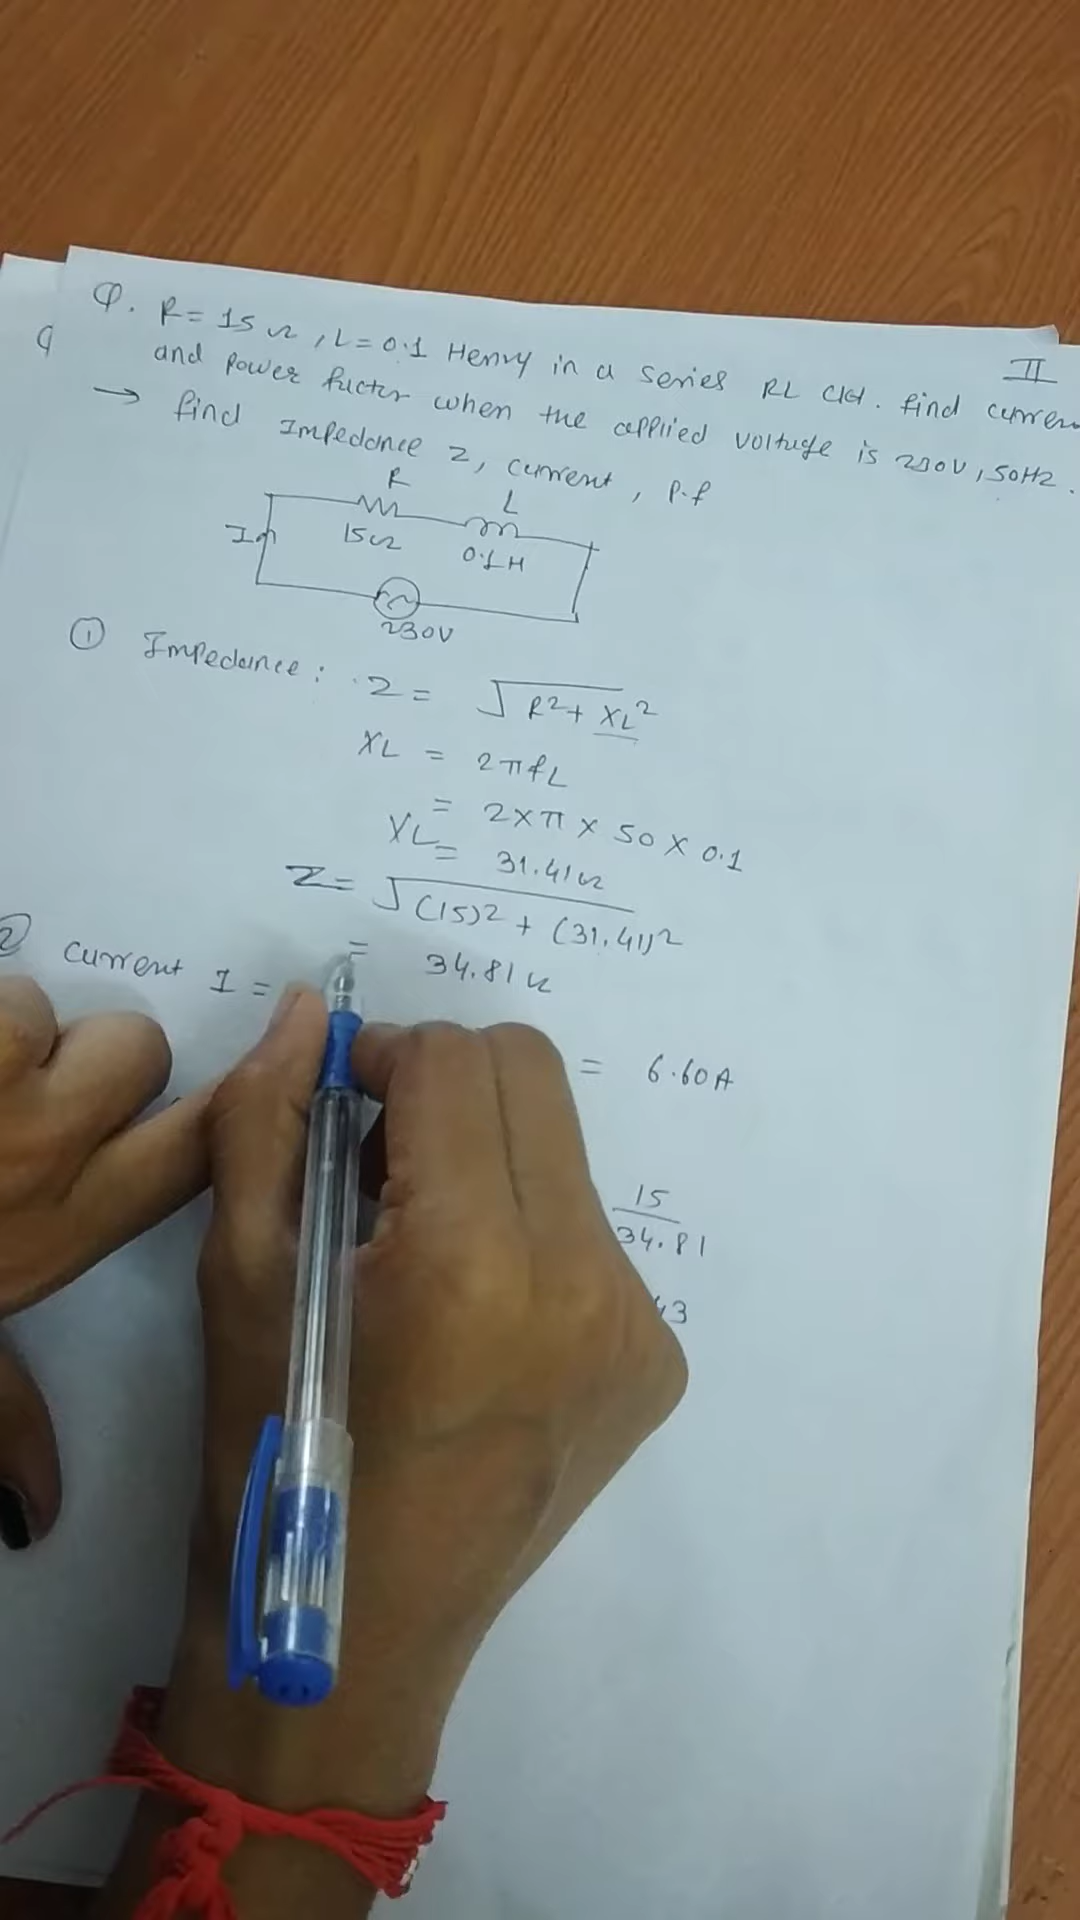 Q. R= 15Ω, L=0.1 Henry in a series RL ckt. find curren
II
and power factor when the applied voltage is 230V, 50Hz.
→ find Impedance Z, current, P.f
R
L
I
15Ω
0.1H
230V
① Impedance: Z = √R²+XL²
XL = 2πfL
= 2×π×50×0.1
XL = 31.41Ω
Z= √(15)²+(31.41)²
= 34.81Ω
② Current I =
= 6.60A
15
34.81
43